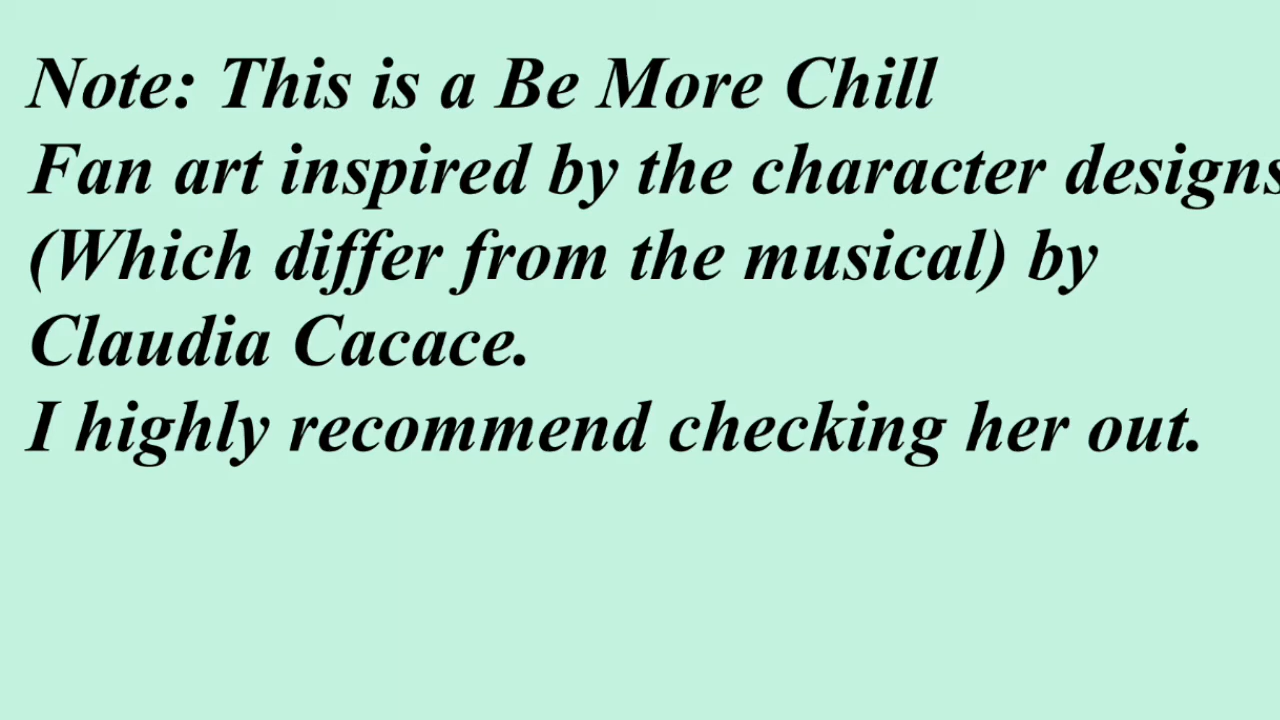 Note: This is a Be More Chill
Fan art inspired by the character designs
(Which differ from the musical) by
Claudia Cacace.
I highly recommend checking her out.